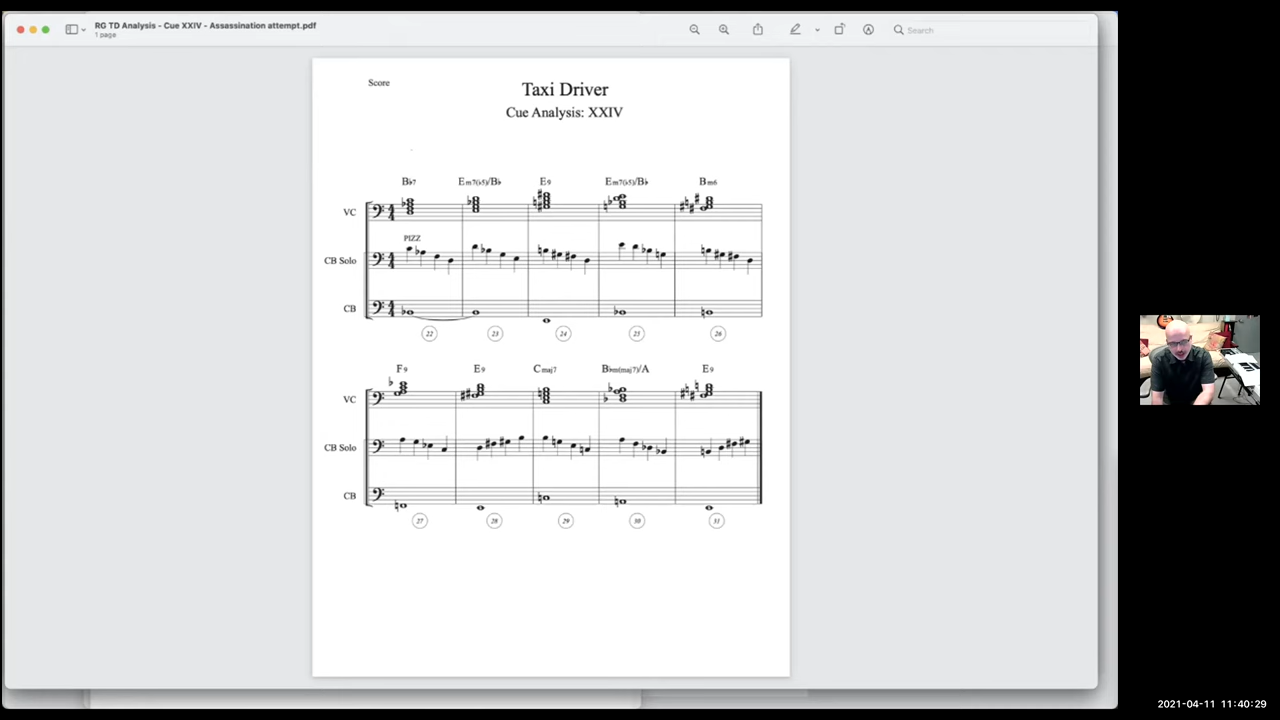 RG TD Analysis - Cue XXIV - Assassination attempt.pdf
1 page
Search
Score
Taxi Driver
Cue Analysis: XXIV
B♭7 Em7(♭5)/B♭ E9 Em7(♭5)/B♭ Bm6
VC
PIZZ
CB Solo
CB
22 23 24 25 26
F9 E9 Cmaj7 B♭m(maj7)/A E9
VC
CB Solo
CB
27 28 29 30 31
2021-04-11 11:40:29